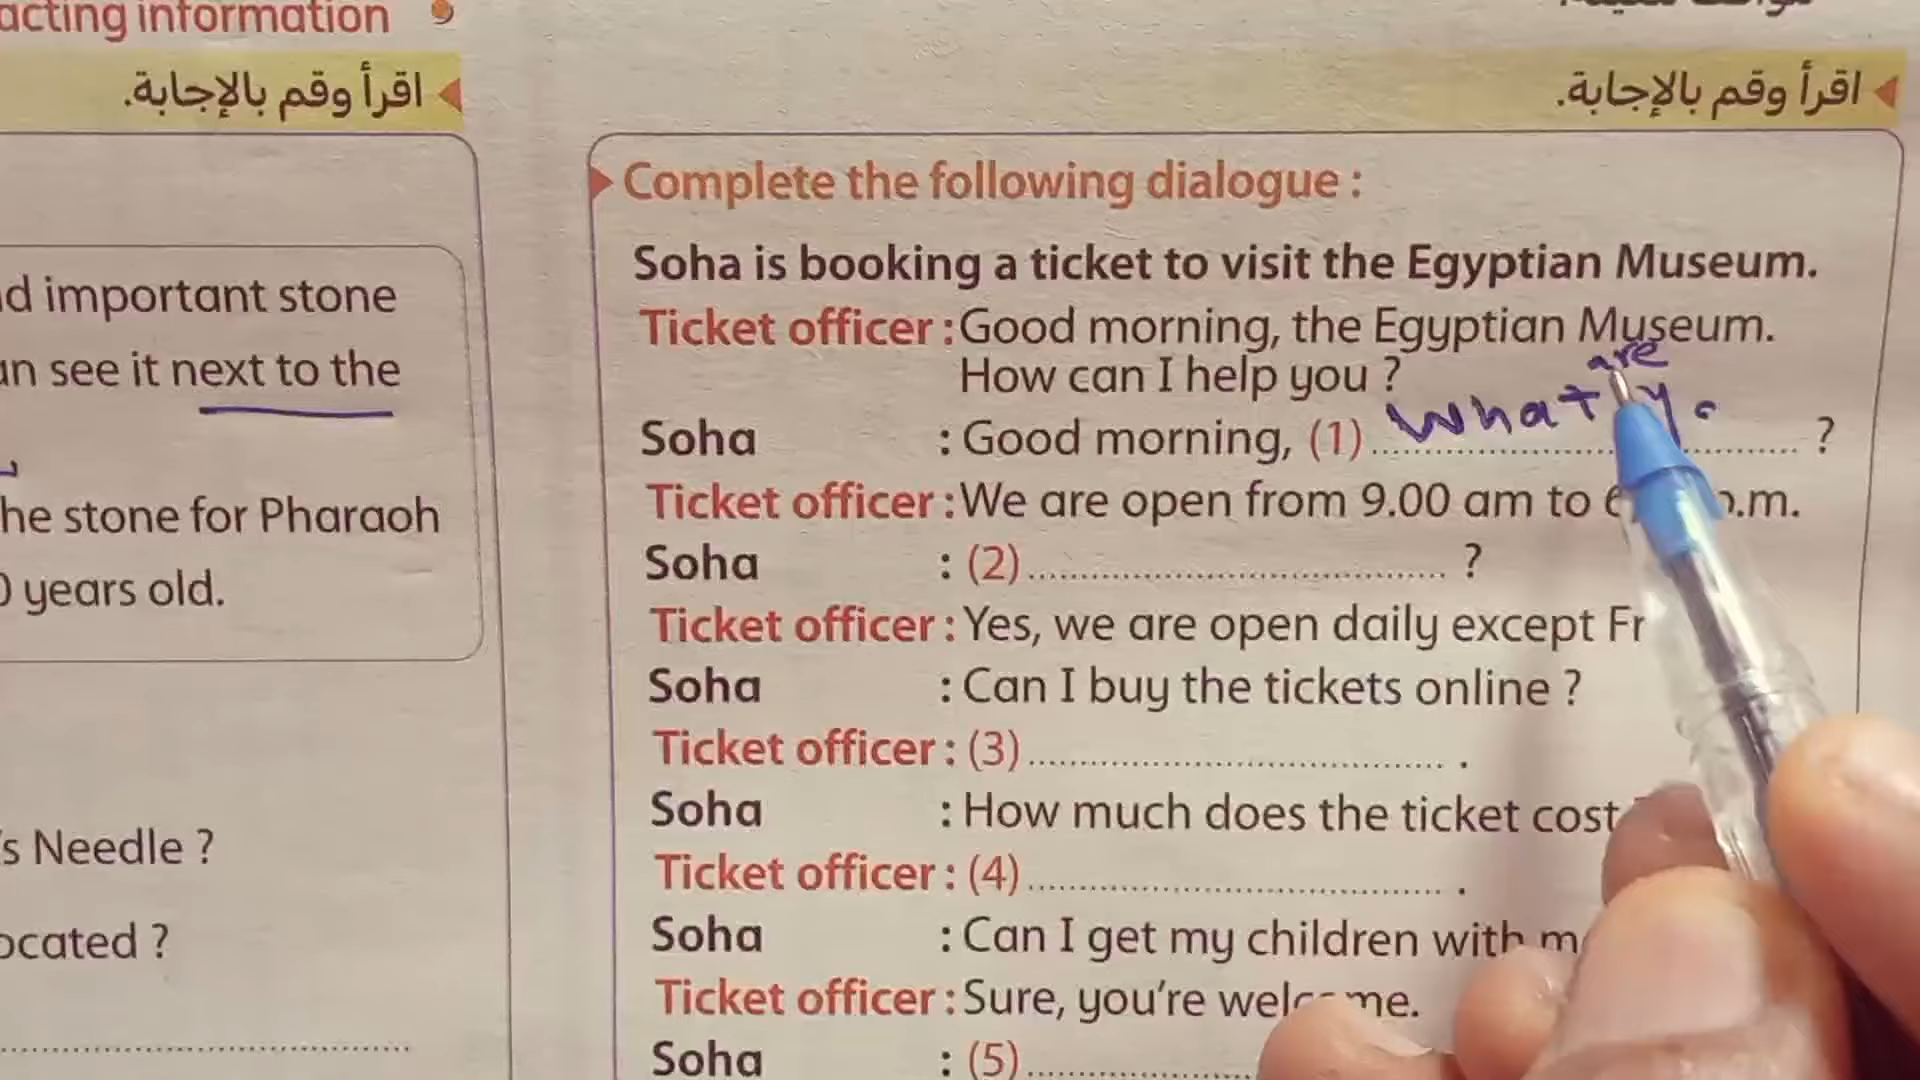 acting information
اقرأ وقم بالإجابة.
d important stone
an see it next to the
he stone for Pharaoh
0 years old.
's Needle ?
ocated ?
اقرأ وقم بالإجابة.
Complete the following dialogue :
Soha is booking a ticket to visit the Egyptian Museum.
Ticket officer : Good morning, the Egyptian Museum.
How can I help you ?
are
What y.
Soha : Good morning, (1) .................... ?
Ticket officer : We are open from 9.00 am to 6 p.m.
Soha : (2) .................... ?
Ticket officer : Yes, we are open daily except Fr
Soha : Can I buy the tickets online ?
Ticket officer : (3) .................... .
Soha : How much does the ticket cost
Ticket officer : (4) .................... .
Soha : Can I get my children with m
Ticket officer : Sure, you're welcome.
Soha : (5) ....................